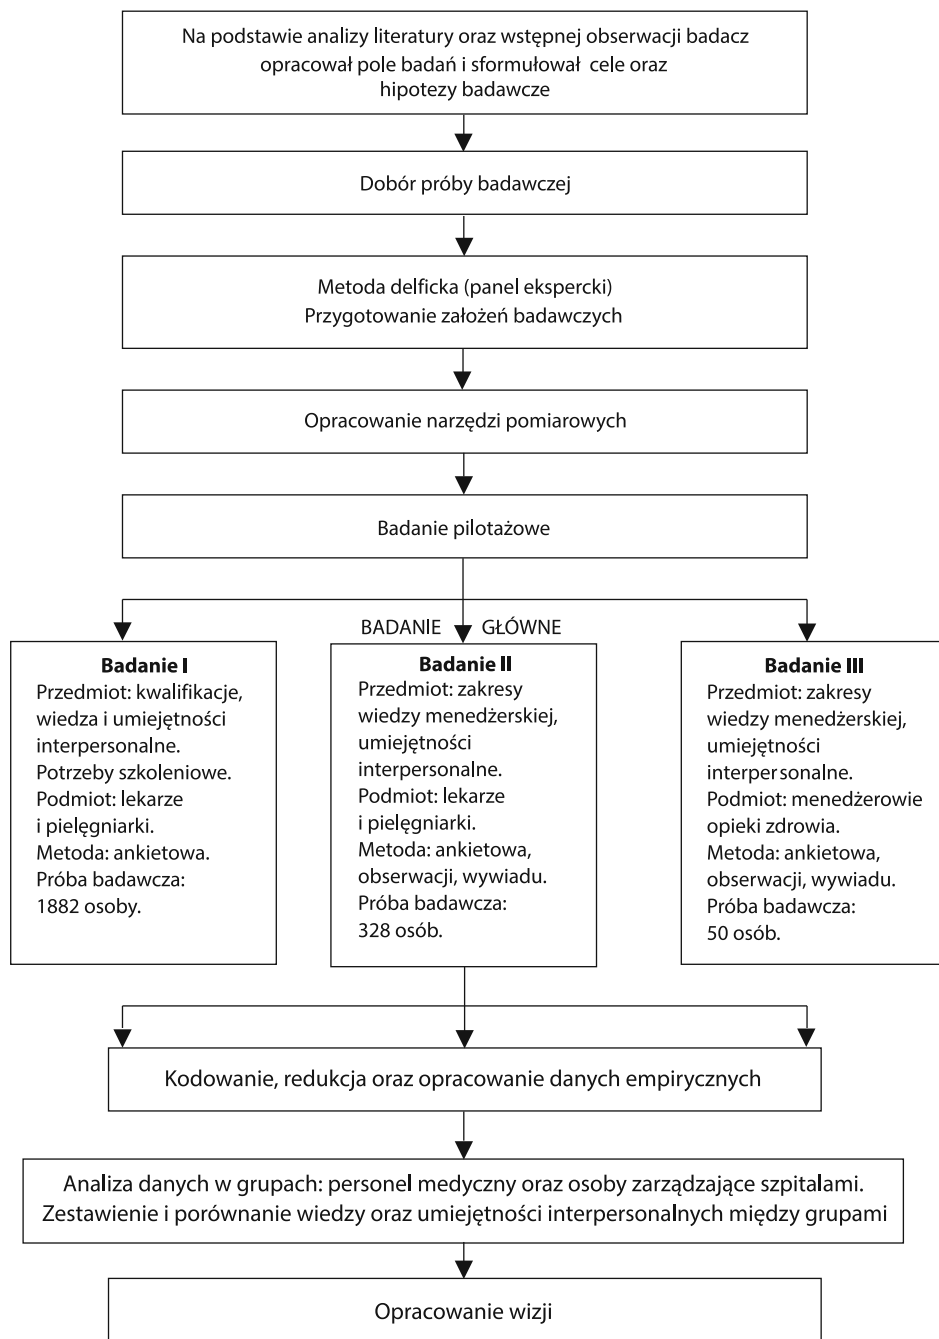 Na podstawie analizy literatury oraz wstępnej obserwacji badacz
opracował pole badań i sformułował cele oraz
hipotezy badawcze
Dobór próby badawczej
Metoda delficka (panel ekspercki)
Przygotowanie założeń badawczych
Opracowanie narzędzi pomiarowych
Badanie pilotażowe
BADANIE GŁÓWNE
Badanie I
Przedmiot: kwalifikacje,
wiedza i umiejętności
interpersonalne.
Potrzeby szkoleniowe.
Podmiot: lekarze
i pielęgniarki.
Metoda: ankietowa.
Próba badawcza:
1882 osoby.
Badanie II
Przedmiot: zakresy
wiedzy menedżerskiej,
umiejętności
interpersonalne.
Podmiot: lekarze
i pielęgniarki.
Metoda: ankietowa,
obserwacji, wywiadu.
Próba badawcza:
328 osób.
Badanie III
Przedmiot: zakresy
wiedzy menedżerskiej,
umiejętności
interpersonalne.
Podmiot: menedżerowie
opieki zdrowia.
Metoda: ankietowa,
obserwacji, wywiadu.
Próba badawcza:
50 osób.
Kodowanie, redukcja oraz opracowanie danych empirycznych
Analiza danych w grupach: personel medyczny oraz osoby zarządzające szpitalami.
Zestawienie i porównanie wiedzy oraz umiejętności interpersonalnych między grupami
Opracowanie wizji